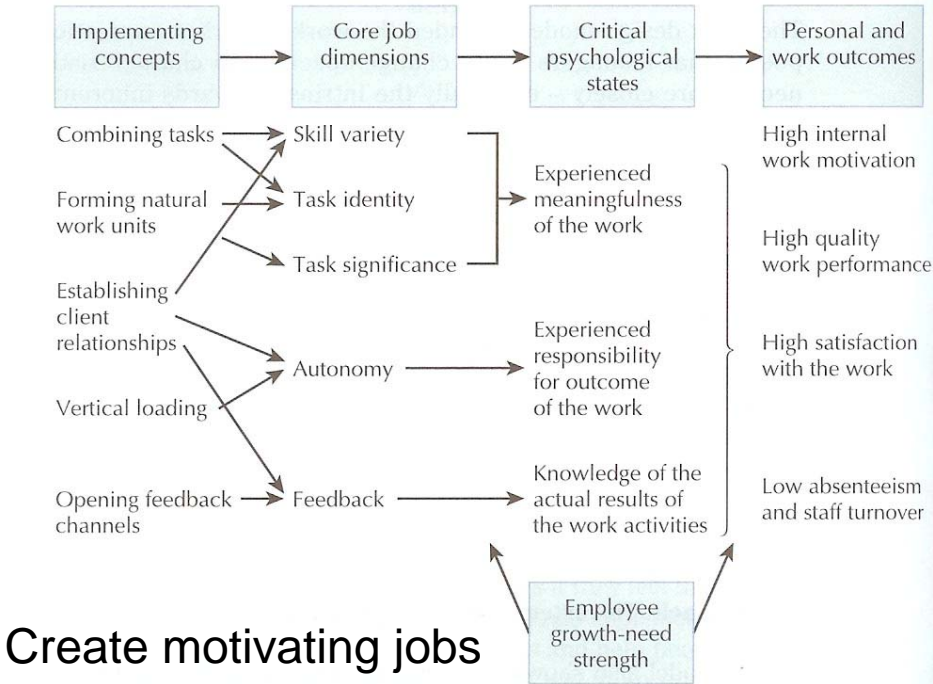 Implementing
concepts
Core job
dimensions
Critical
psychological
states
Personal and
work outcomes
Combining tasks
Forming natural
work units
Establishing
client
relationships
Vertical loading
Opening feedback
channels
Skill variety
Task identity
Task significance
Autonomy
Feedback
Experienced
meaningfulness
of the work
Experienced
responsibility
for outcome
of the work
Knowledge of the
actual results of
the work activities
High internal
work motivation
High quality
work performance
High satisfaction
with the work
Low absenteeism
and staff turnover
Employee
growth-need
strength
Create motivating jobs